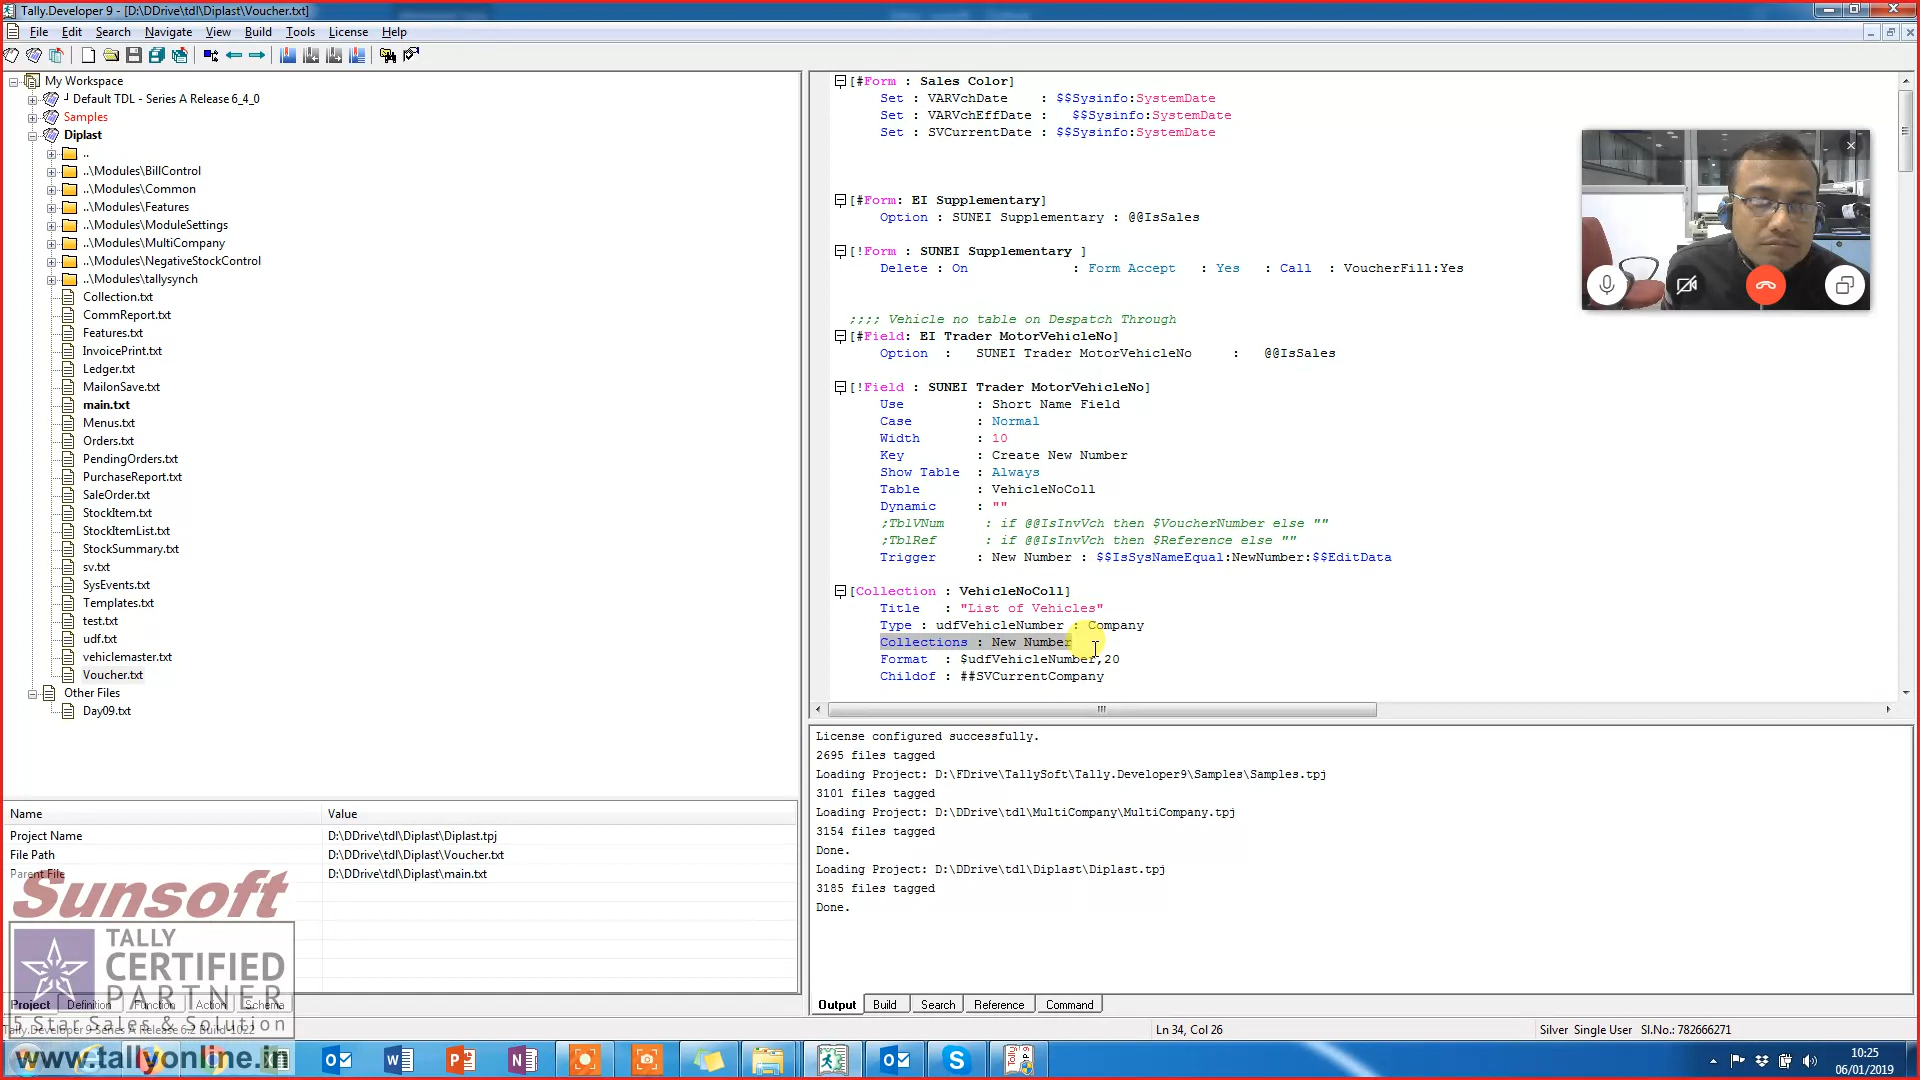 Tally.Developer 9 - [D:\DDrive\tdl\Diplast\Voucher.txt]
File Edit Search Navigate View Build Tools License Help
My Workspace
Default TDL - Series A Release 6_4_0
Samples
Diplast
..
..\Modules\BillControl
..\Modules\Common
..\Modules\Features
..\Modules\ModuleSettings
..\Modules\MultiCompany
..\Modules\NegativeStockControl
..\Modules\tallysynch
Collection.txt
CommReport.txt
Features.txt
InvoicePrint.txt
Ledger.txt
MailonSave.txt
main.txt
Menus.txt
Orders.txt
PendingOrders.txt
PurchaseReport.txt
SaleOrder.txt
StockItem.txt
StockItemList.txt
StockSummary.txt
sv.txt
SysEvents.txt
Templates.txt
test.txt
udf.txt
vehiclemaster.txt
Voucher.txt
Other Files
Day09.txt
[#Form : Sales Color]
Set : VARVchDate : $$Sysinfo:SystemDate
Set : VARVchEffDate : $$Sysinfo:SystemDate
Set : SVCurrentDate : $$Sysinfo:SystemDate
[#Form: EI Supplementary]
Option : SUNEI Supplementary : @@IsSales
[!Form : SUNEI Supplementary ]
Delete : On : Form Accept : Yes : Call : VoucherFill:Yes
;;;; Vehicle no table on Despatch Through
[#Field: EI Trader MotorVehicleNo]
Option : SUNEI Trader MotorVehicleNo : @@IsSales
[!Field : SUNEI Trader MotorVehicleNo]
Use : Short Name Field
Case : Normal
Width : 10
Key : Create New Number
Show Table : Always
Table : VehicleNoColl
Dynamic : ""
;TblVNum : if @@IsInvVch then $VoucherNumber else ""
;TblRef : if @@IsInvVch then $Reference else ""
Trigger : New Number : $$IsSysNameEqual:NewNumber:$$EditData
[Collection : VehicleNoColl]
Title : "List of Vehicles"
Type : udfVehicleNumber : Company
Collections : New Number
Format : $udfVehicleNumber,20
Childof : ##SVCurrentCompany
License configured successfully.
2695 files tagged
Loading Project: D:\FDrive\TallySoft\Tally.Developer9\Samples\Samples.tpj
3101 files tagged
Loading Project: D:\DDrive\tdl\MultiCompany\MultiCompany.tpj
3154 files tagged
Done.
Loading Project: D:\DDrive\tdl\Diplast\Diplast.tpj
3185 files tagged
Done.
Output Build Search Reference Command
Name Value
Project Name D:\DDrive\tdl\Diplast\Diplast.tpj
File Path D:\DDrive\tdl\Diplast\Voucher.txt
Parent File D:\DDrive\tdl\Diplast\main.txt
Sunsoft
TALLY
CERTIFIED
PARTNER
Project Definition Function Action Schema
5 Star Sales & Solution
Tally.Developer 9 Series A Release 6.2 Build-1022
Ln 34, Col 26
Silver Single User Sl.No.: 782666271
www.tallyonline.in
10:25
06/01/2019